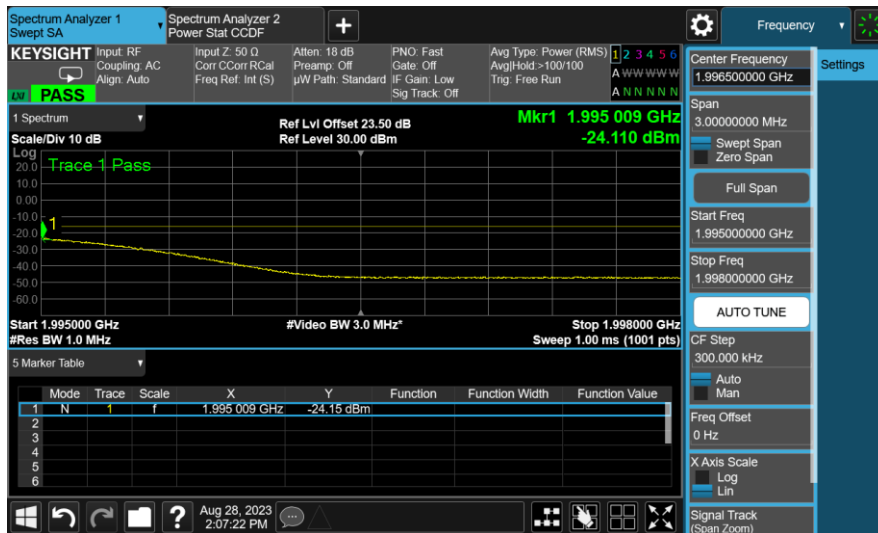 Spectrum Analyzer 1
Swept SA
Spectrum Analyzer 2
Power Stat CCDF
+
Frequency
KEYSIGHT
Input: RF
Coupling: AC
Align: Auto
Input Z: 50 Ω
Corr CCorr RCal
Freq Ref: Int (S)
Atten: 18 dB
Preamp: Off
µW Path: Standard
PNO: Fast
Gate: Off
IF Gain: Low
Sig Track: Off
Avg Type: Power (RMS)
Avg|Hold:>100/100
Trig: Free Run
1 2 3 4 5 6
A W W W W W
A N N N N N
LXI
PASS
1 Spectrum
Scale/Div 10 dB
Ref Lvl Offset 23.50 dB
Ref Level 30.00 dBm
Mkr1 1.995 009 GHz
-24.110 dBm
Log
Trace 1 Pass
20.0
10.0
0.00
-10.0
-20.0
-30.0
-40.0
-50.0
-60.0
1
Start 1.995000 GHz
#Res BW 1.0 MHz
#Video BW 3.0 MHz*
Stop 1.998000 GHz
Sweep 1.00 ms (1001 pts)
5 Marker Table
Mode Trace Scale X Y Function Function Width Function Value
1 N 1 f 1.995 009 GHz -24.15 dBm
2
3
4
5
6
?
Aug 28, 2023
2:07:22 PM
Center Frequency
1.996500000 GHz
Settings
Span
3.00000000 MHz
Swept Span
Zero Span
Full Span
Start Freq
1.995000000 GHz
Stop Freq
1.998000000 GHz
AUTO TUNE
CF Step
300.000 kHz
Auto
Man
Freq Offset
0 Hz
X Axis Scale
Log
Lin
Signal Track
(Span Zoom)